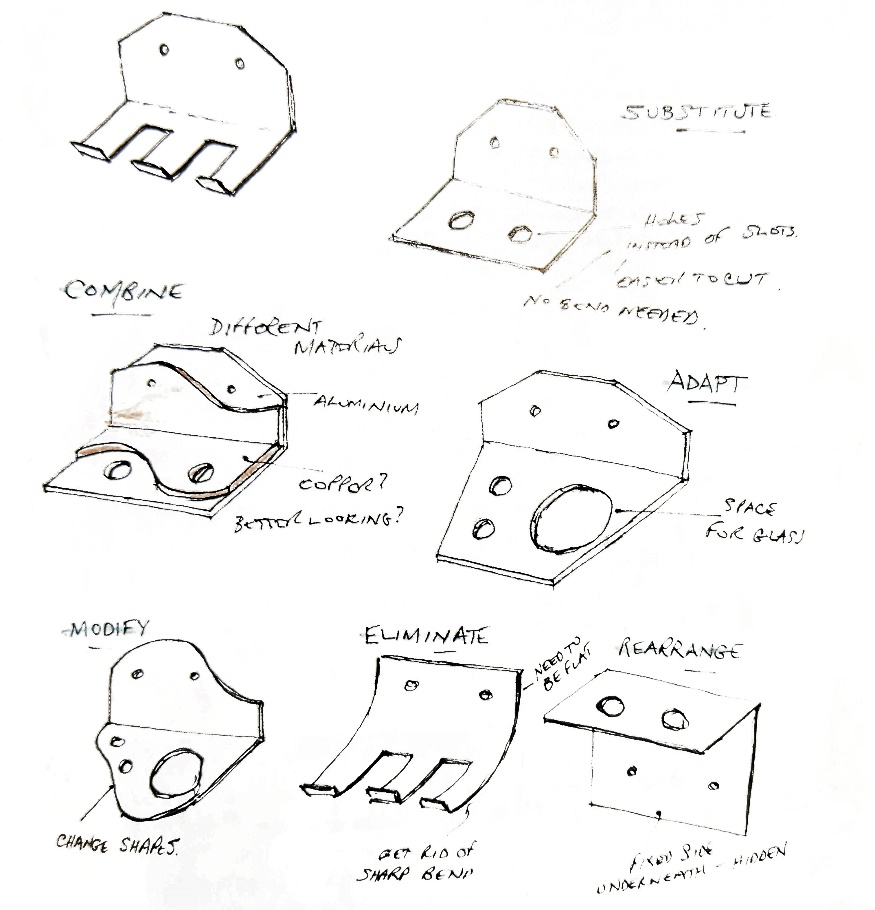 SUBSTITUTE
HOLES
INSTEAD OF SLOTS.
EASIER TO CUT.
NO BEND NEEDED.
COMBINE
DIFFERENT
MATERIALS
ALUMINIUM
COPPOR?
BETTER LOOKING?
ADAPT
SPACE
FOR GLASS
MODIFY
CHANGE SHAPES.
ELIMINATE
NEED TO
BE FLAT
GET RID OF
SHARP BEND
REARRANGE
FIXED SIDE
UNDERNEATH - HIDDEN